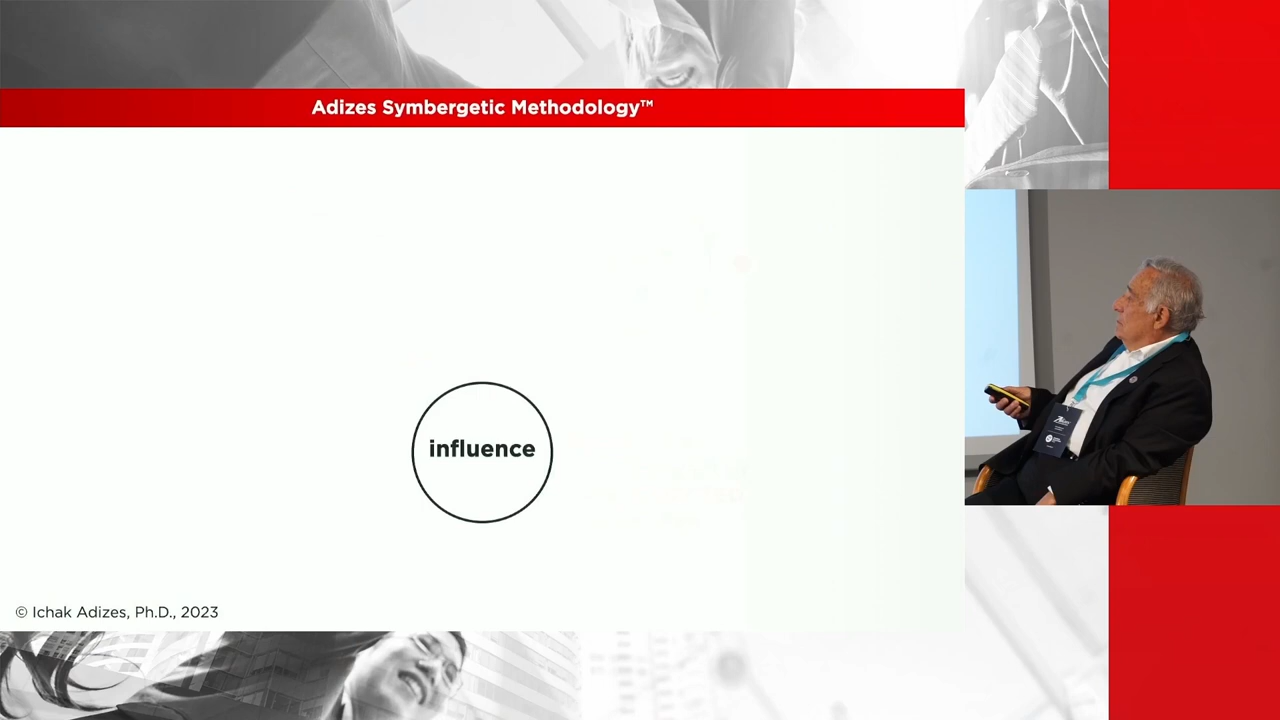 Adizes Symbergetic Methodology™
influence
© Ichak Adizes, Ph.D., 2023